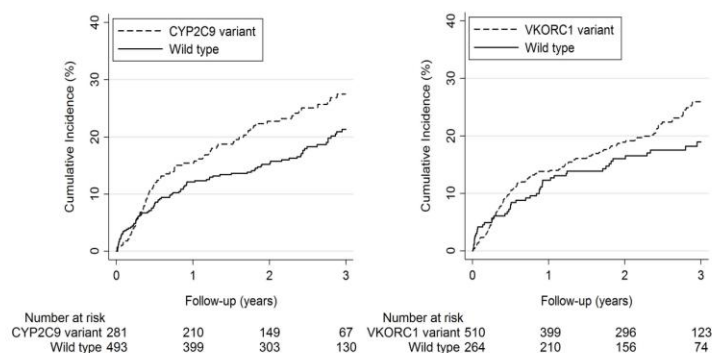 CYP2C9 variant
Wild type
Cumulative Incidence (%)
40
30
20
10
0
0 1 2 3
Follow-up (years)
Number at risk
CYP2C9 variant 281 210 149 67
Wild type 493 399 303 130
VKORC1 variant
Wild type
Cumulative Incidence (%)
40
30
20
10
0
0 1 2 3
Follow-up (years)
Number at risk
VKORC1 variant 510 399 296 123
Wild type 264 210 156 74